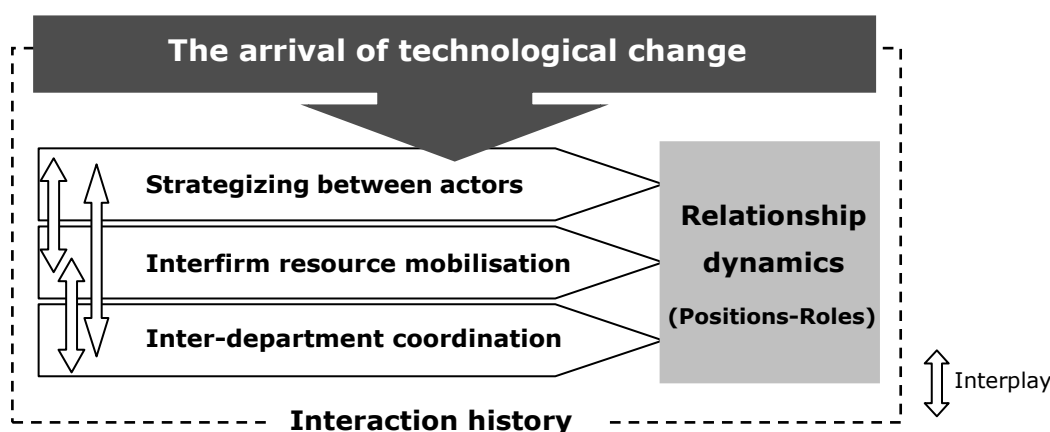 The arrival of technological change
Strategizing between actors
Interfirm resource mobilisation
Inter-department coordination
Relationship
dynamics
(Positions-Roles)
Interplay
Interaction history